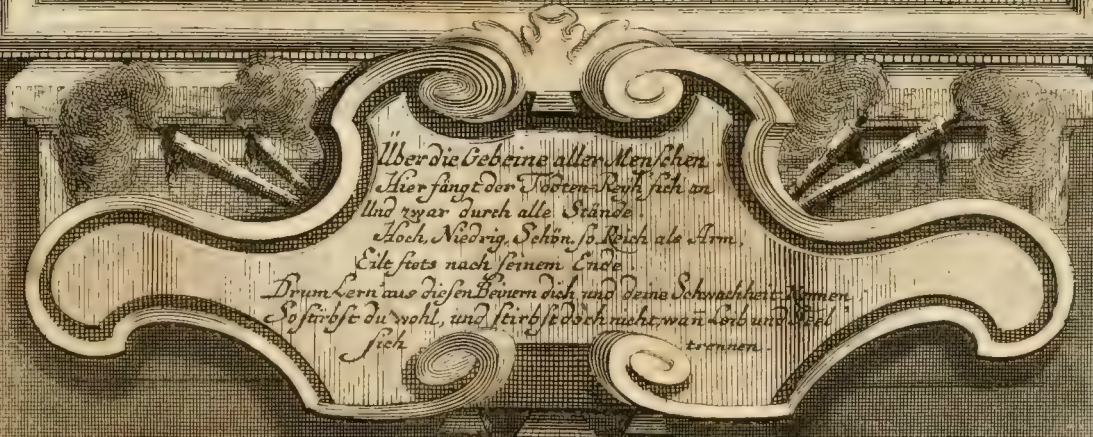 Über die Gebeine aller Menschen.
Hier fängt der Todten-Reyh sich an
Und zwar durch alle Stände.
Hoch, Niedrig, Schön, so Reich als Arm,
Eilt stets nach seinem Ende.
Drum Lern aus diesen Beinern dich, und deine Schwachheit Kennen
So stirbst du wohl, und stirbst doch nicht, wañ Leib und Seel
sich trennen.